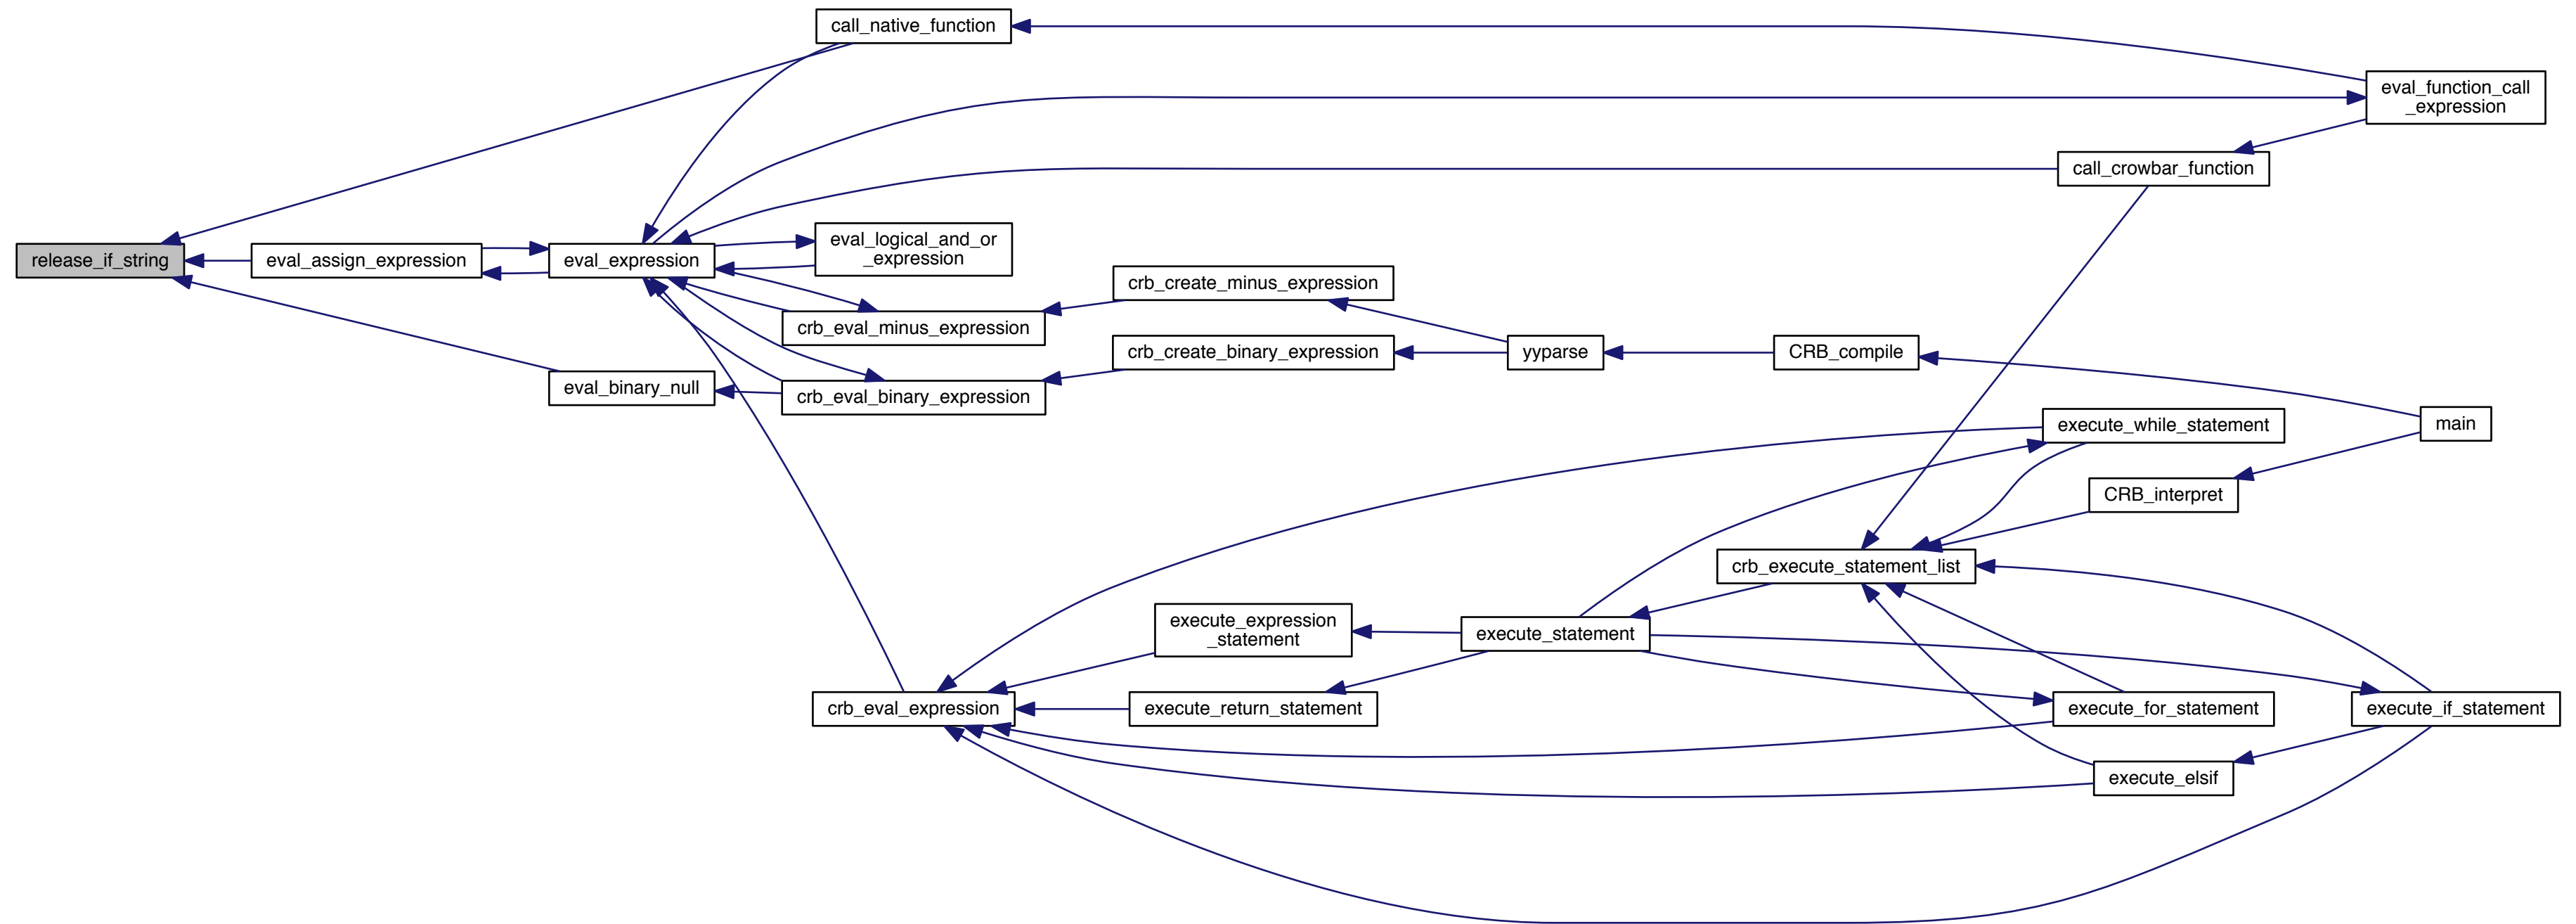 call_native_function
eval_function_call
_expression
call_crowbar_function
release_if_string
eval_assign_expression
eval_expression
eval_logical_and_or
_expression
crb_create_minus_expression
crb_eval_minus_expression
crb_create_binary_expression
yyparse
CRB_compile
eval_binary_null
crb_eval_binary_expression
execute_while_statement
main
CRB_interpret
crb_execute_statement_list
execute_expression
_statement
execute_statement
crb_eval_expression
execute_return_statement
execute_for_statement
execute_if_statement
execute_elsif